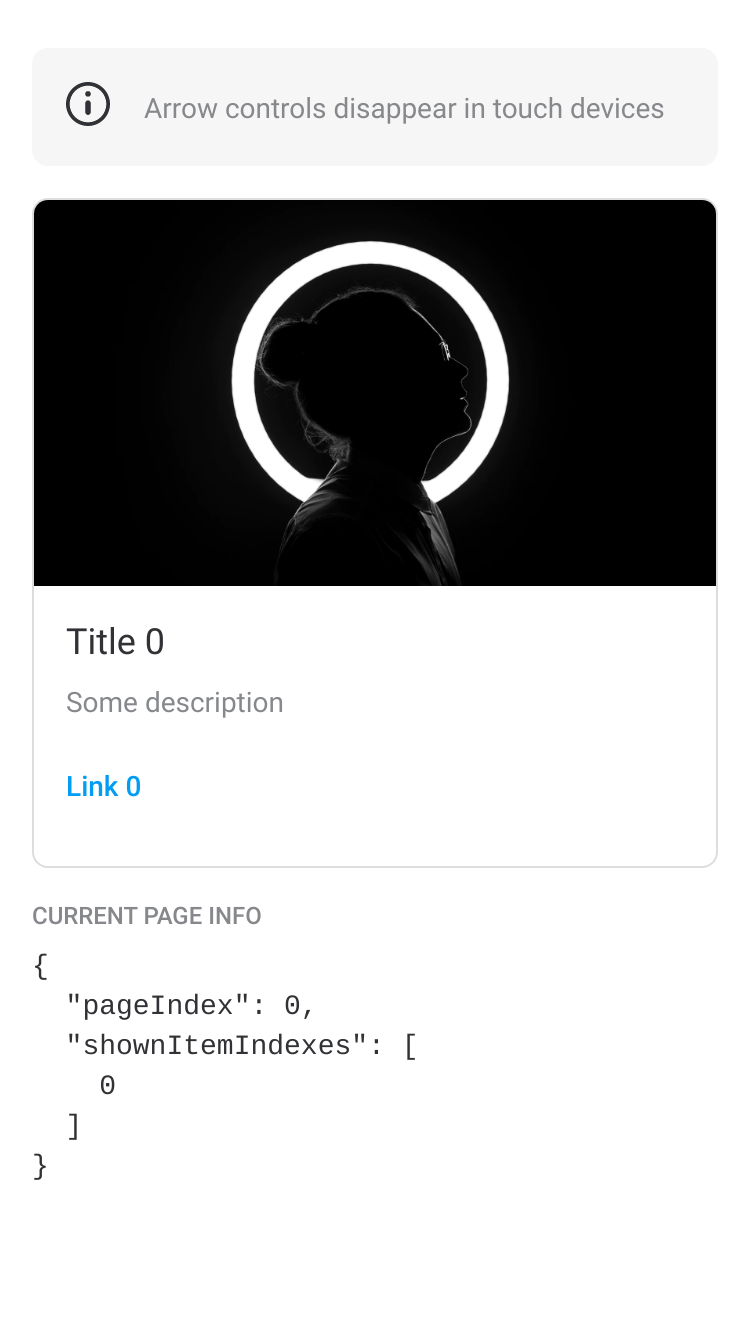 Arrow controls disappear in touch devices
Title 0
Some description
Link 0
CURRENT PAGE INFO
{
  "pageIndex": 0,
  "shownItemIndexes": [
    0
  ]
}